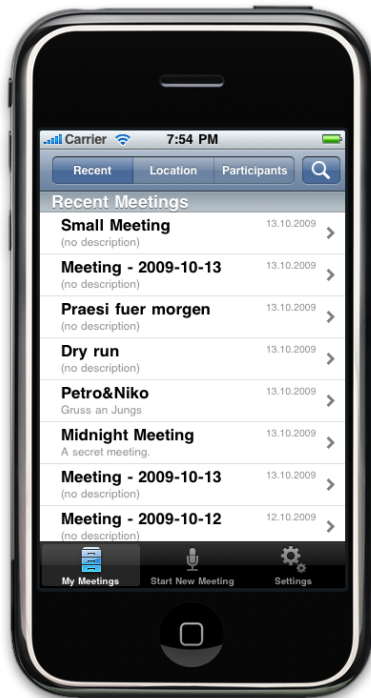 Carrier 7:54 PM
Recent Location Participants
Recent Meetings
Small Meeting 13.10.2009
(no description)
Meeting - 2009-10-13 13.10.2009
(no description)
Praesi fuer morgen 13.10.2009
(no description)
Dry run 13.10.2009
(no description)
Petro&Niko 13.10.2009
Gruss an Jungs
Midnight Meeting 13.10.2009
A secret meeting.
Meeting - 2009-10-13 13.10.2009
(no description)
Meeting - 2009-10-12 12.10.2009
(no description)
My Meetings Start New Meeting Settings